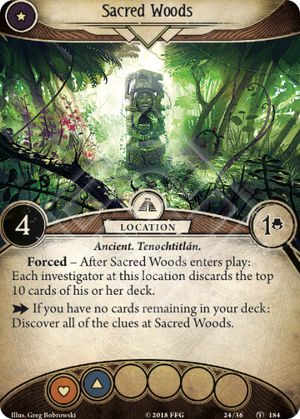 Sacred Woods
4
LOCATION
1
Ancient. Tenochtitlán.
Forced – After Sacred Woods enters play:
Each investigator at this location discards the top
10 cards of his or her deck.
If you have no cards remaining in your deck:
Discover all of the clues at Sacred Woods.
Illus. Greg Bobrowski
© 2018 FFG
24/36
184